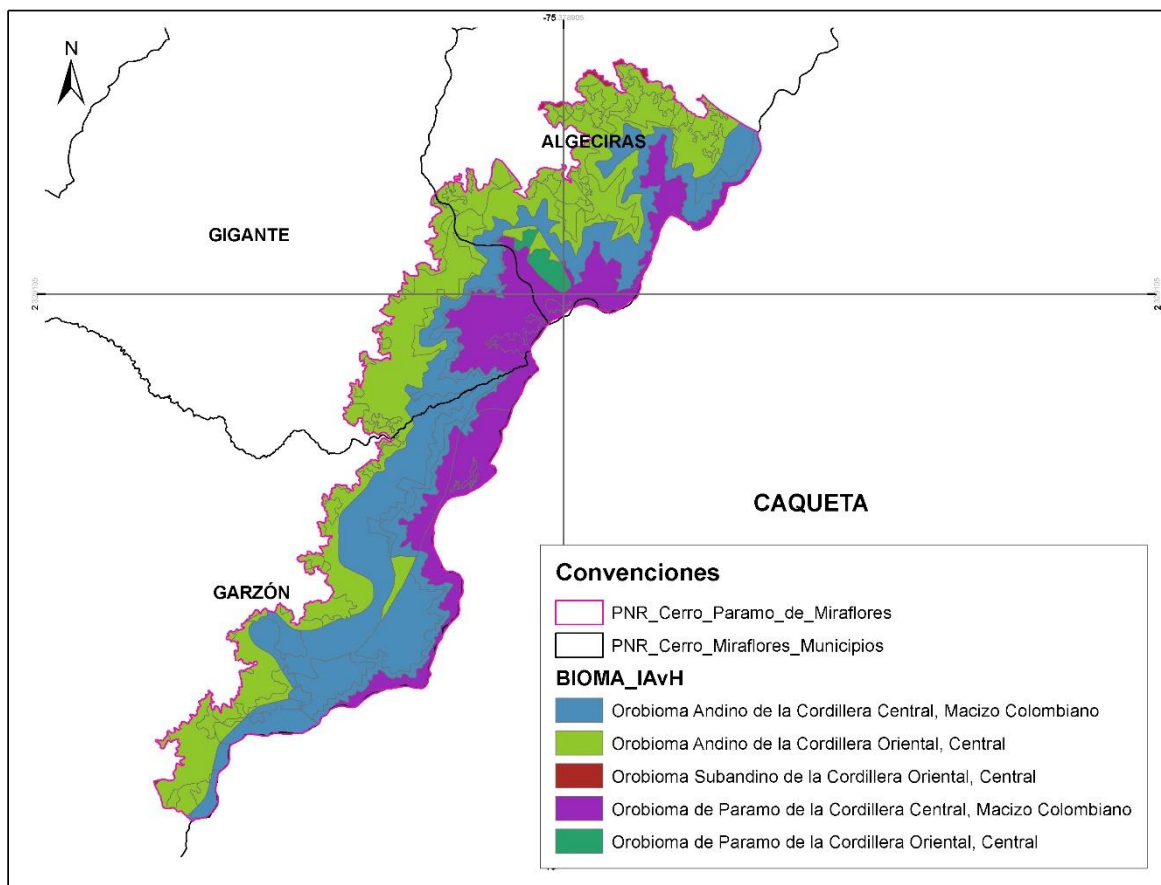 -75
N
ALGECIRAS
GIGANTE
CAQUETA
GARZÓN
Convenciones
PNR_Cerro_Paramo_de_Miraflores
PNR_Cerro_Miraflores_Municipios
BIOMA_IAvH
Orobioma Andino de la Cordillera Central, Macizo Colombiano
Orobioma Andino de la Cordillera Oriental, Central
Orobioma Subandino de la Cordillera Oriental, Central
Orobioma de Paramo de la Cordillera Central, Macizo Colombiano
Orobioma de Paramo de la Cordillera Oriental, Central